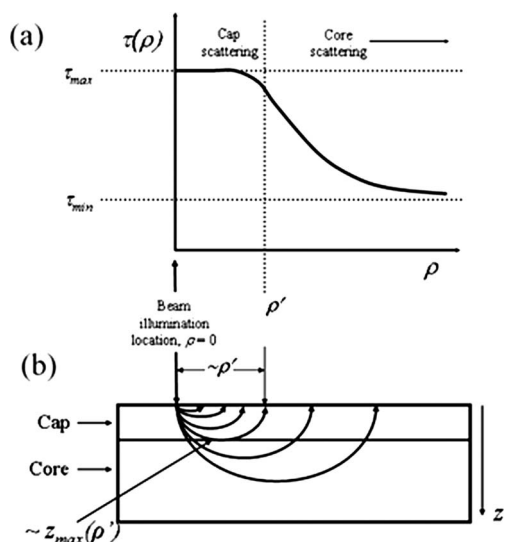 (a)
τ(ρ)
Cap
scattering
Core
scattering
τmax
τmin
ρ
ρ'
Beam
illumination
location, ρ = 0
(b)
~ρ'
Cap
Core
~ zmax(ρ')
z